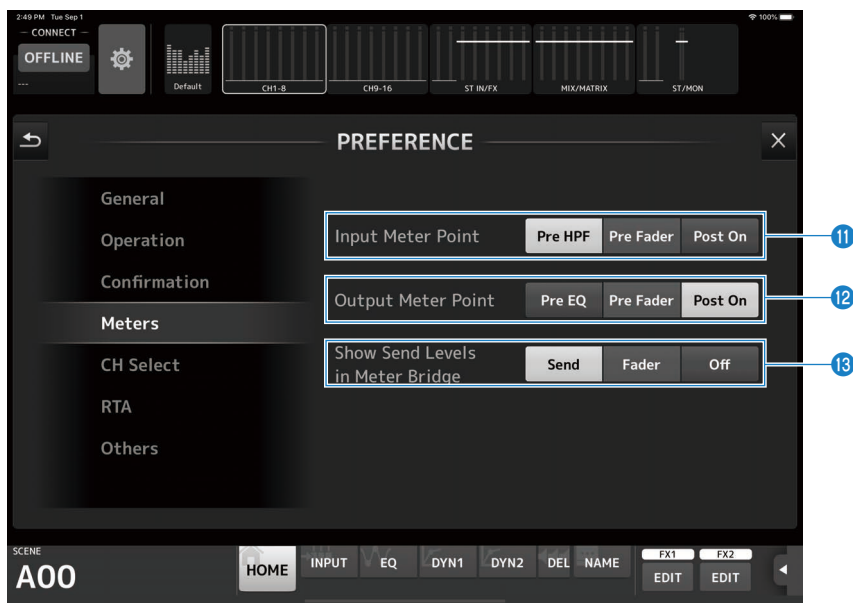 2:49 PM Tue Sep 1
100%
CONNECT
OFFLINE
---
Default
CH1-8
CH9-16
ST IN/FX
MIX/MATRIX
ST/MON
PREFERENCE
General
Operation
Confirmation
Meters
CH Select
RTA
Others
Input Meter Point
Pre HPF
Pre Fader
Post On
11
Output Meter Point
Pre EQ
Pre Fader
Post On
12
Show Send Levels
in Meter Bridge
Send
Fader
Off
13
SCENE
A00
HOME
INPUT
EQ
DYN1
DYN2
DEL
NAME
FX1
EDIT
FX2
EDIT